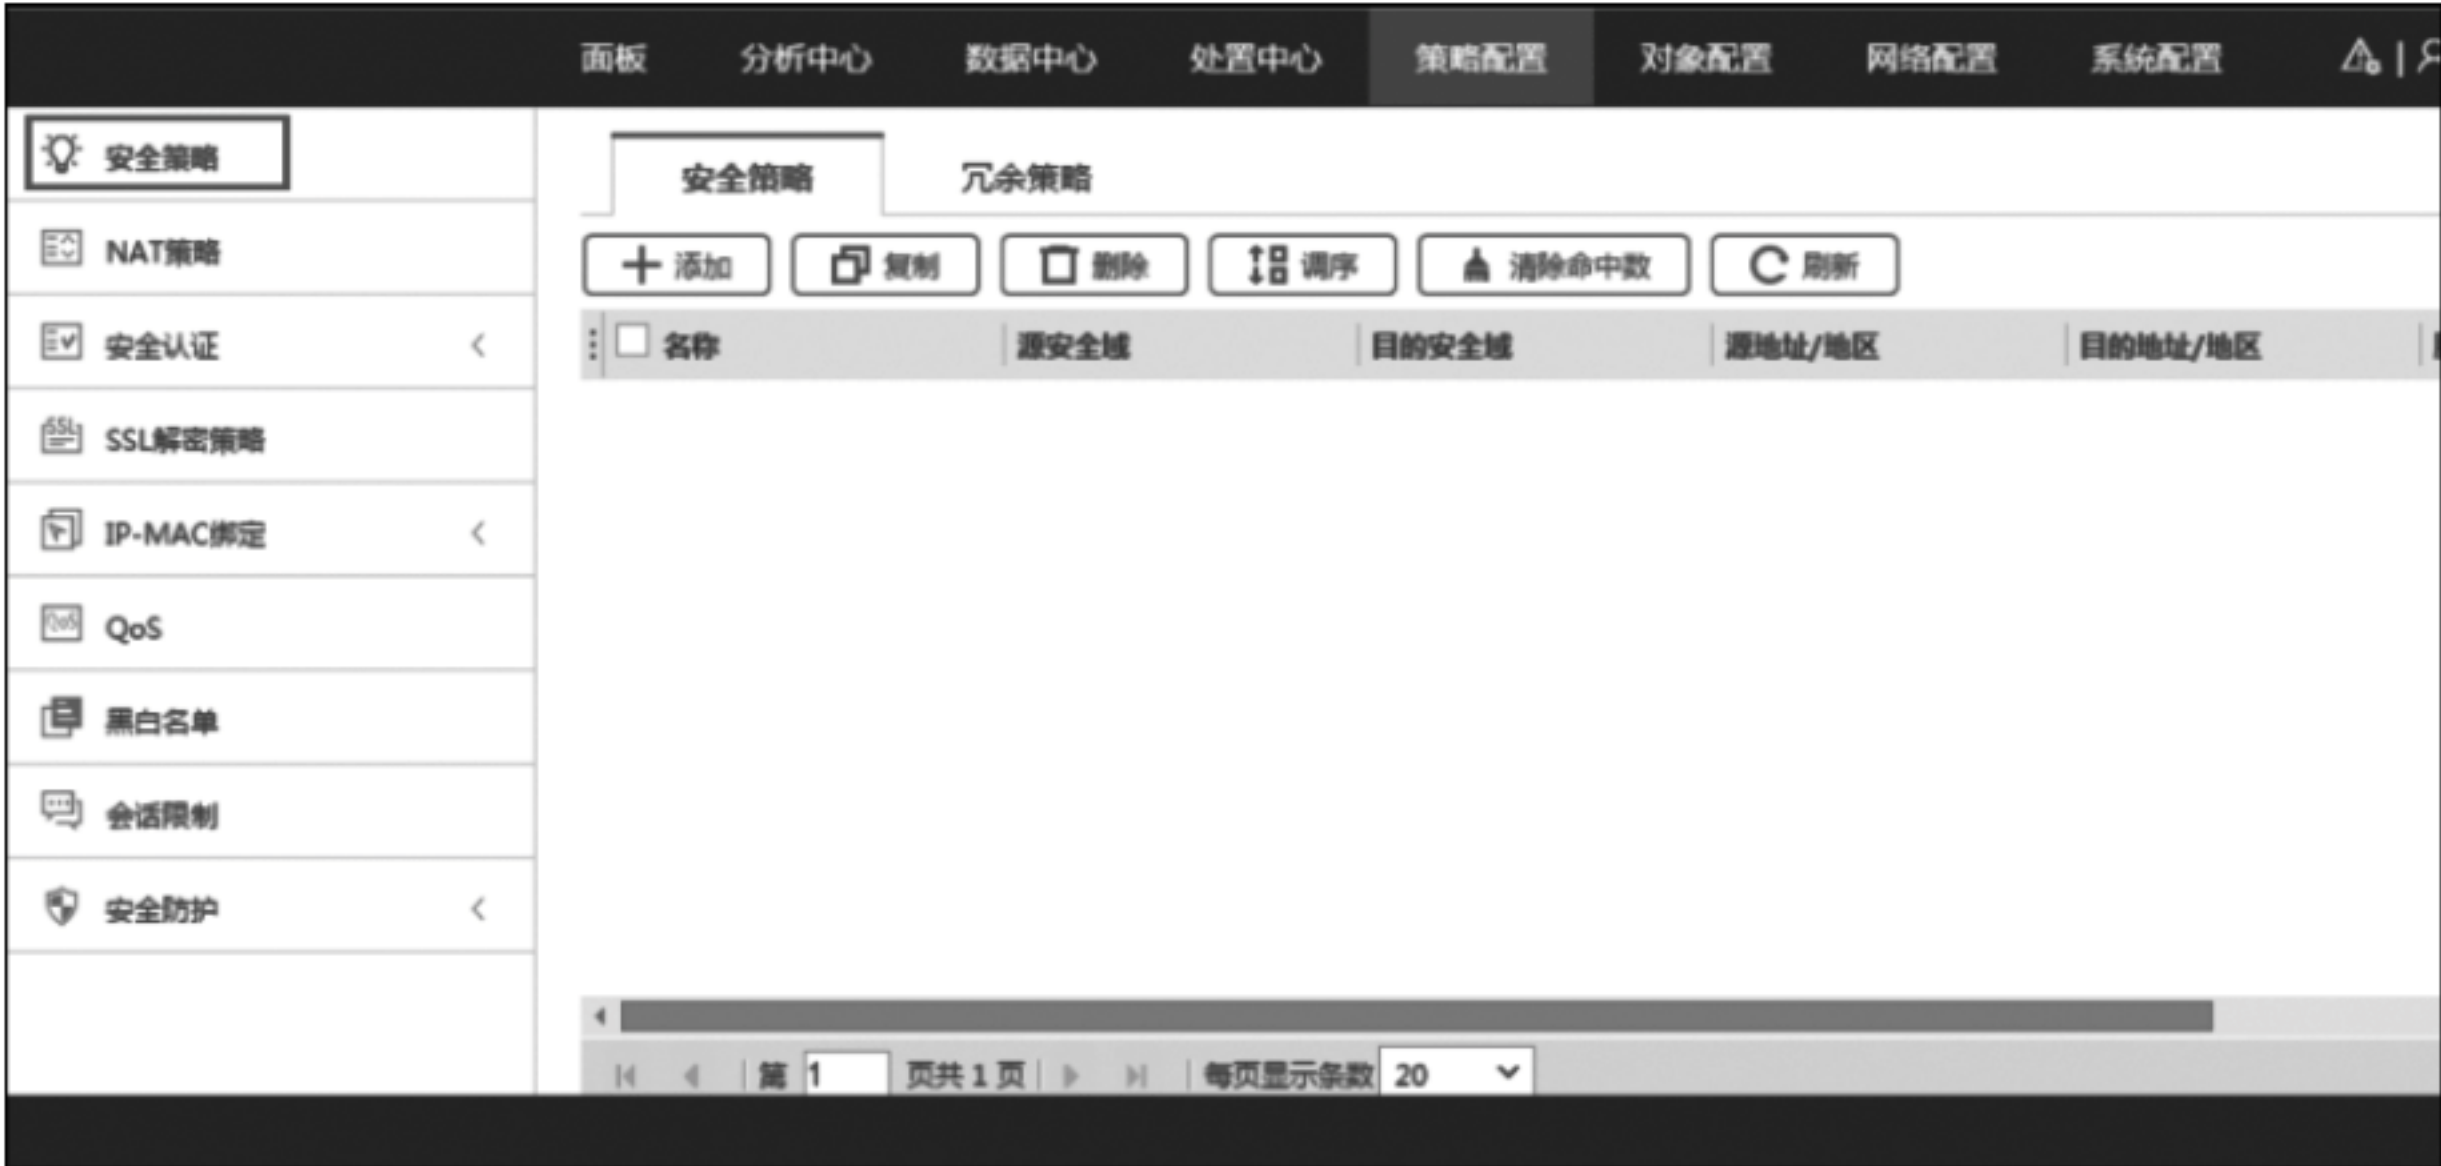 面板 分析中心 数据中心 处置中心 策略配置 对象配置 网络配置 系统配置
安全策略
NAT策略
安全认证
SSL解密策略
IP-MAC绑定
QoS
黑白名单
会话限制
安全防护
安全策略 冗余策略
添加 复制 删除 调序 清除命中数 刷新
名称 源安全域 目的安全域 源地址/地区 目的地址/地区
第 1 页共 1 页 每页显示条数 20